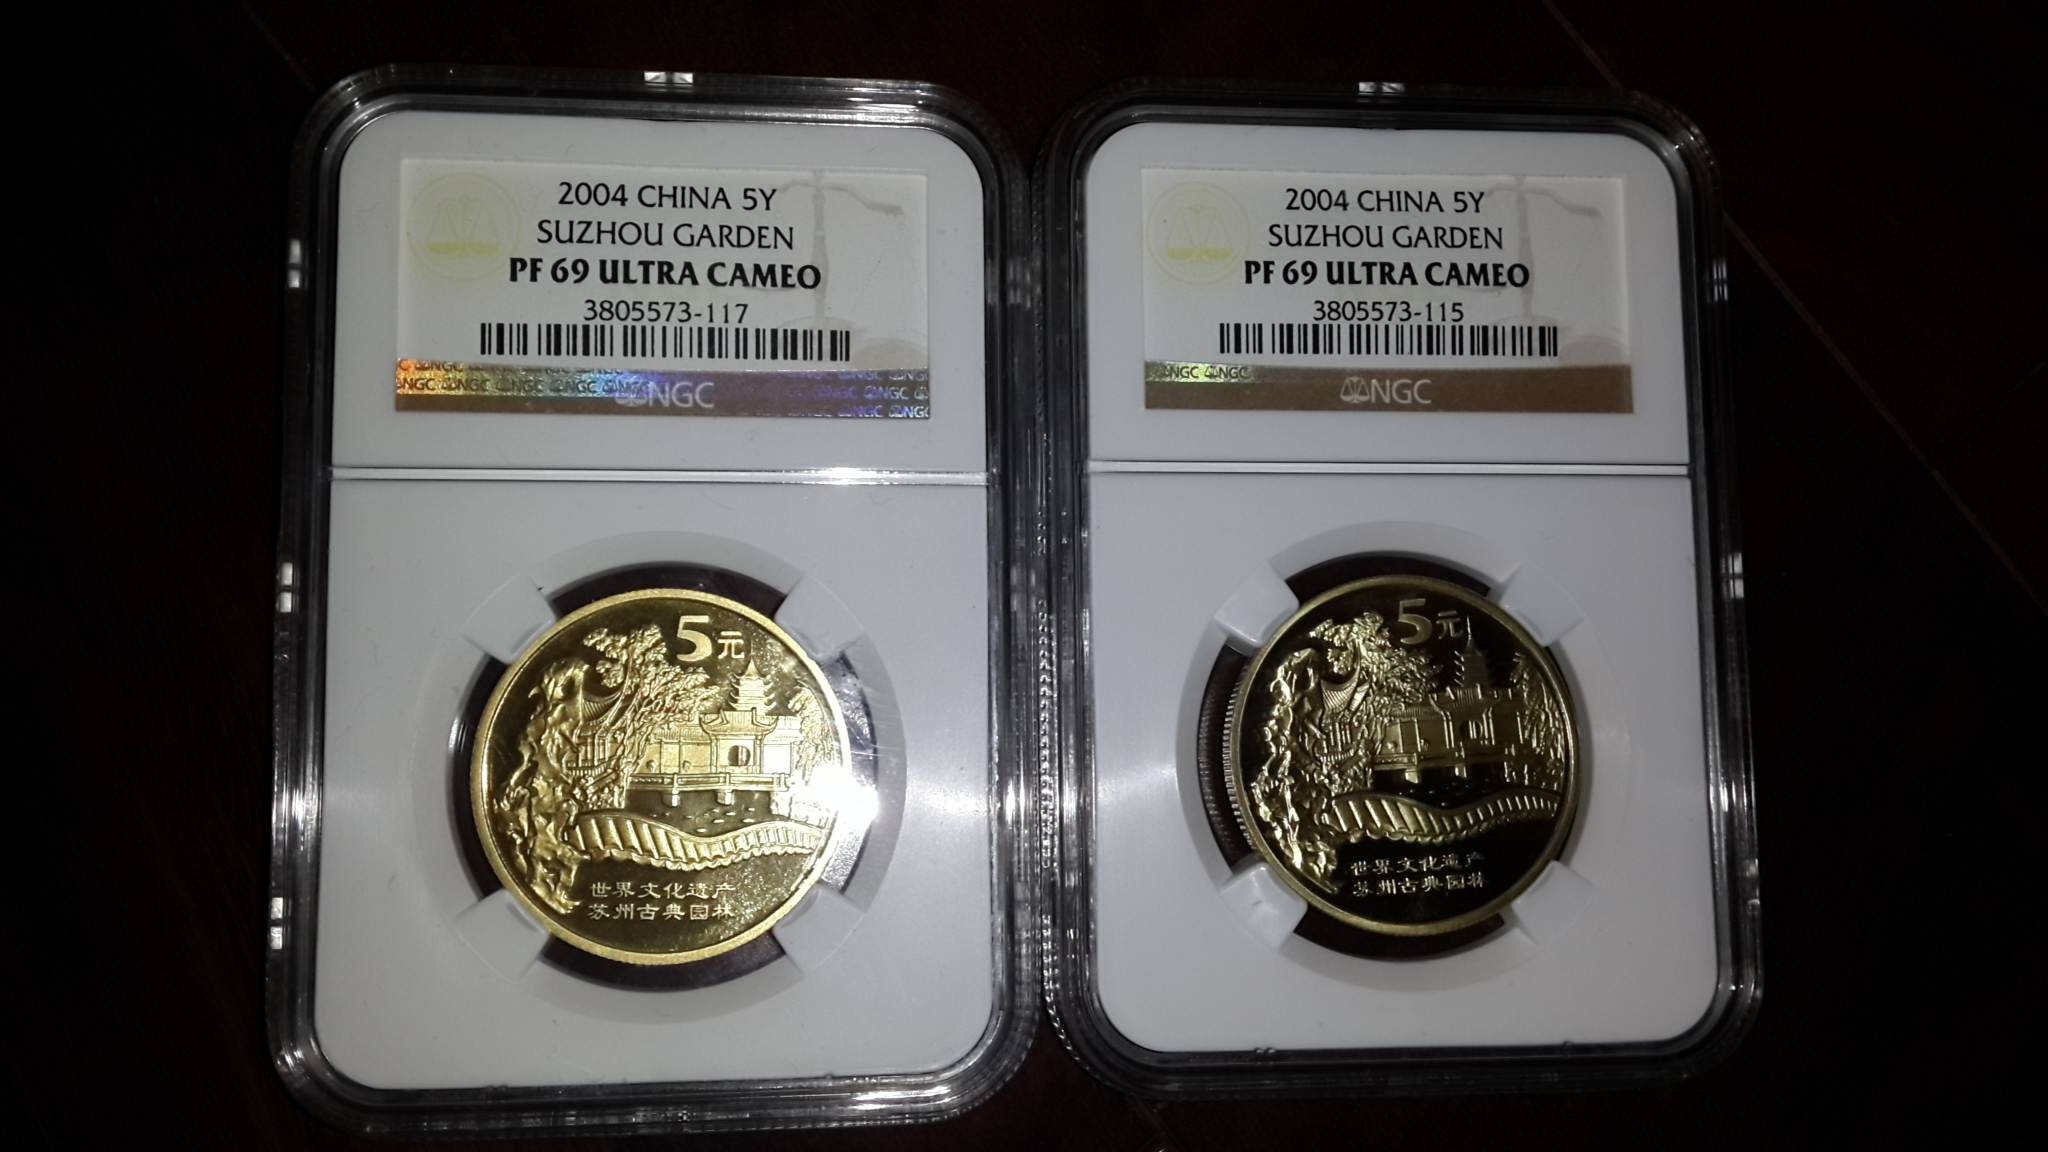 2004 CHINA 5Y
SUZHOU GARDEN
PF 69 ULTRA CAMEO
3805573-117
NGC
5元
世界文化遗产
苏州古典园林
2004 CHINA 5Y
SUZHOU GARDEN
PF 69 ULTRA CAMEO
3805573-115
NGC
5元
世界文化遗产
苏州古典园林